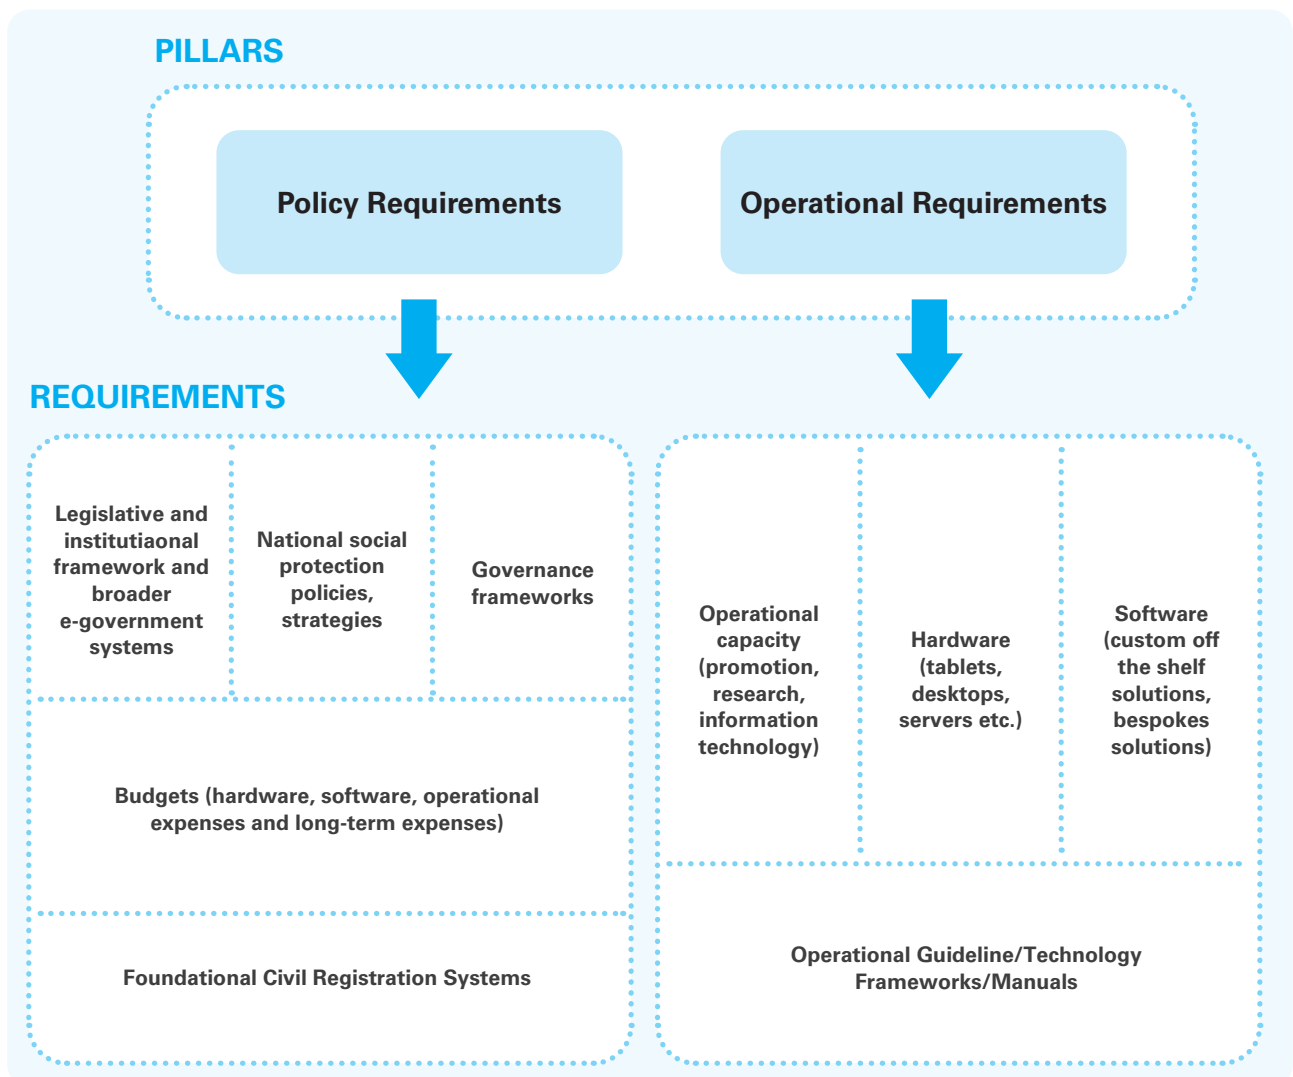 PILLARS
Policy Requirements
Operational Requirements
REQUIREMENTS
Legislative and
institutiaonal
framework and
broader
e-government
systems
National social
protection
policies,
strategies
Governance
frameworks
Budgets (hardware, software, operational
expenses and long-term expenses)
Foundational Civil Registration Systems
Operational
capacity
(promotion,
research,
information
technology)
Hardware
(tablets,
desktops,
servers etc.)
Software
(custom off
the shelf
solutions,
bespokes
solutions)
Operational Guideline/Technology
Frameworks/Manuals